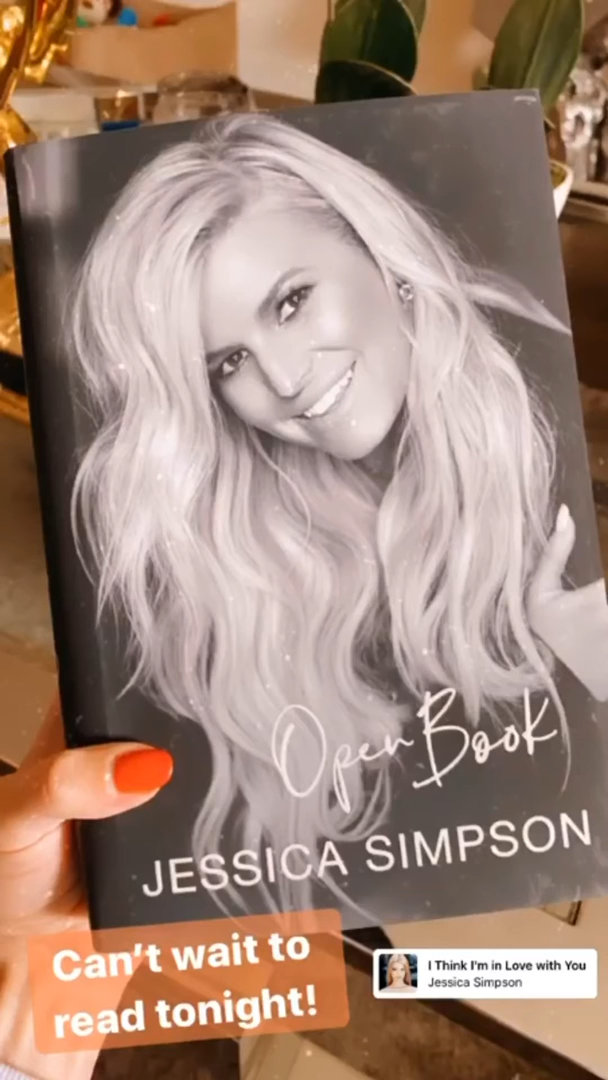 Open Book
JESSICA SIMPSON
Can't wait to
read tonight!
I Think I'm in Love with You
Jessica Simpson